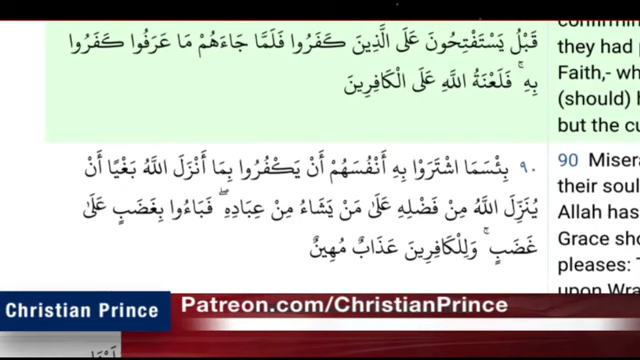 قَبْلُ يَسْتَفْتِحُونَ عَلَى الَّذِينَ كَفَرُوا فَلَمَّا جَاءَهُمْ مَا عَرَفُوا كَفَرُوا
بِهِ ۚ فَلَعْنَةُ اللَّهِ عَلَى الْكَافِرِينَ
٩٠ بِئْسَمَا اشْتَرَوْا بِهِ أَنْفُسَهُمْ أَنْ يَكْفُرُوا بِمَا أَنْزَلَ اللَّهُ بَغْيًا أَنْ
يُنَزِّلَ اللَّهُ مِنْ فَضْلِهِ عَلَىٰ مَنْ يَشَاءُ مِنْ عِبَادِهِ ۖ فَبَاءُوا بِغَضَبٍ عَلَىٰ
غَضَبٍ ۚ وَلِلْكَافِرِينَ عَذَابٌ مُهِينٌ
they had
Faith,- wh
(should) h
but the cu
90 Misera
their soul
Allah has
Grace sho
pleases: T
upon Wra
Christian Prince
Patreon.com/ChristianPrince